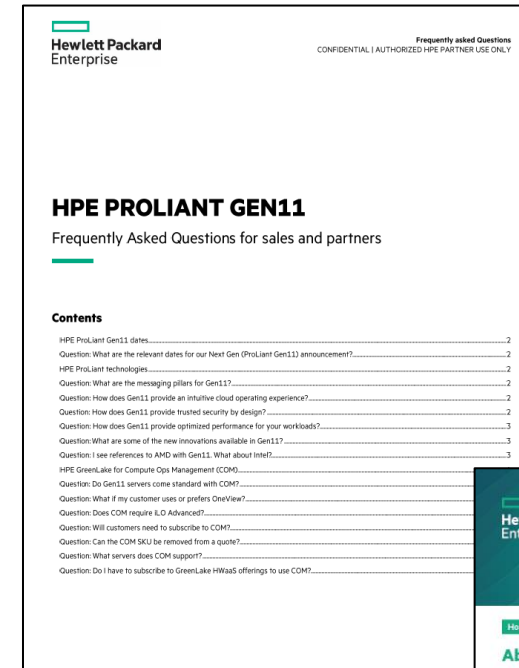 Hewlett Packard
Enterprise
Frequently asked Questions
CONFIDENTIAL | AUTHORIZED HPE PARTNER USE ONLY
HPE PROLIANT GEN11
Frequently Asked Questions for sales and partners
Contents
HPE ProLiant Gen11 dates 2
Question: What are the relevant dates for our Next Gen (ProLiant Gen11) announcement? 2
HPE ProLiant technologies 2
Question: What are the messaging pillars for Gen11? 2
Question: How does Gen11 provide an intuitive cloud operating experience? 2
Question: How does Gen11 provide trusted security by design? 2
Question: How does Gen11 provide optimized performance for your workloads? 3
Question: What are some of the new innovations available in Gen11? 3
Question: I see references to AMD with Gen11. What about Intel? 3
HPE GreenLake for Compute Ops Management (COM)
Question: Do Gen11 servers come standard with COM?
Question: What if my customer uses or prefers OneView?
Question: Does COM require iLO Advanced?
Question: Will customers need to subscribe to COM?
Question: Can the COM SKU be removed from a quote?
Question: What servers does COM support?
Question: Do I have to subscribe to GreenLake HWaaS offerings to use COM?
He
Ent
Ho
Ab